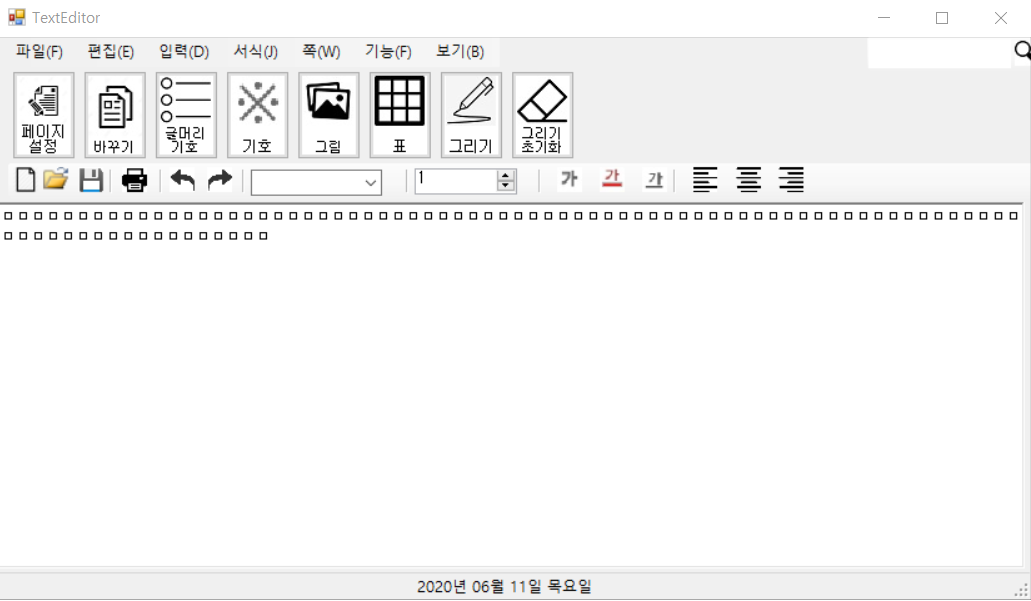 TextEditor
파일(F) 편집(E) 입력(D) 서식(J) 쪽(W) 기능(F) 보기(B)
페이지
설정
바꾸기
글머리
기호
기호
그림
표
그리기
그리기
초기화
1 가 가 가
2020년 06월 11일 목요일